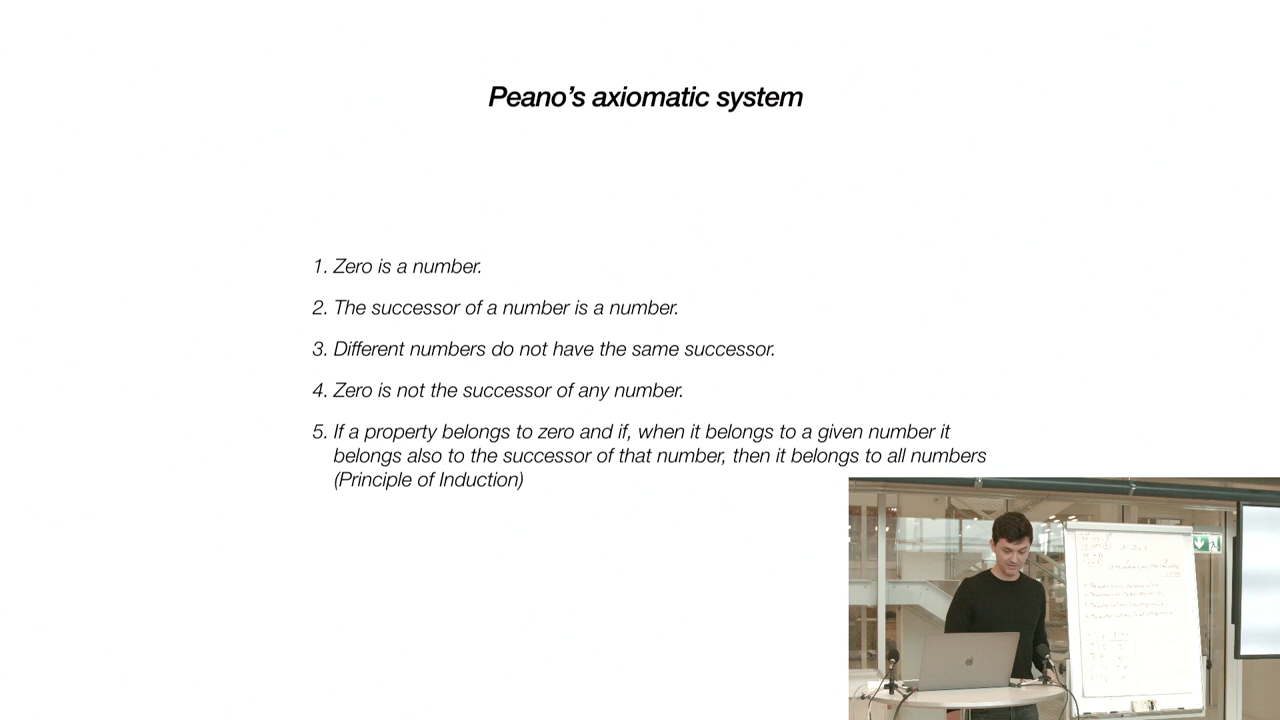 Peano’s axiomatic system
1. Zero is a number.
2. The successor of a number is a number.
3. Different numbers do not have the same successor.
4. Zero is not the successor of any number.
5. If a property belongs to zero and if, when it belongs to a given number it
belongs also to the successor of that number, then it belongs to all numbers
(Principle of Induction)